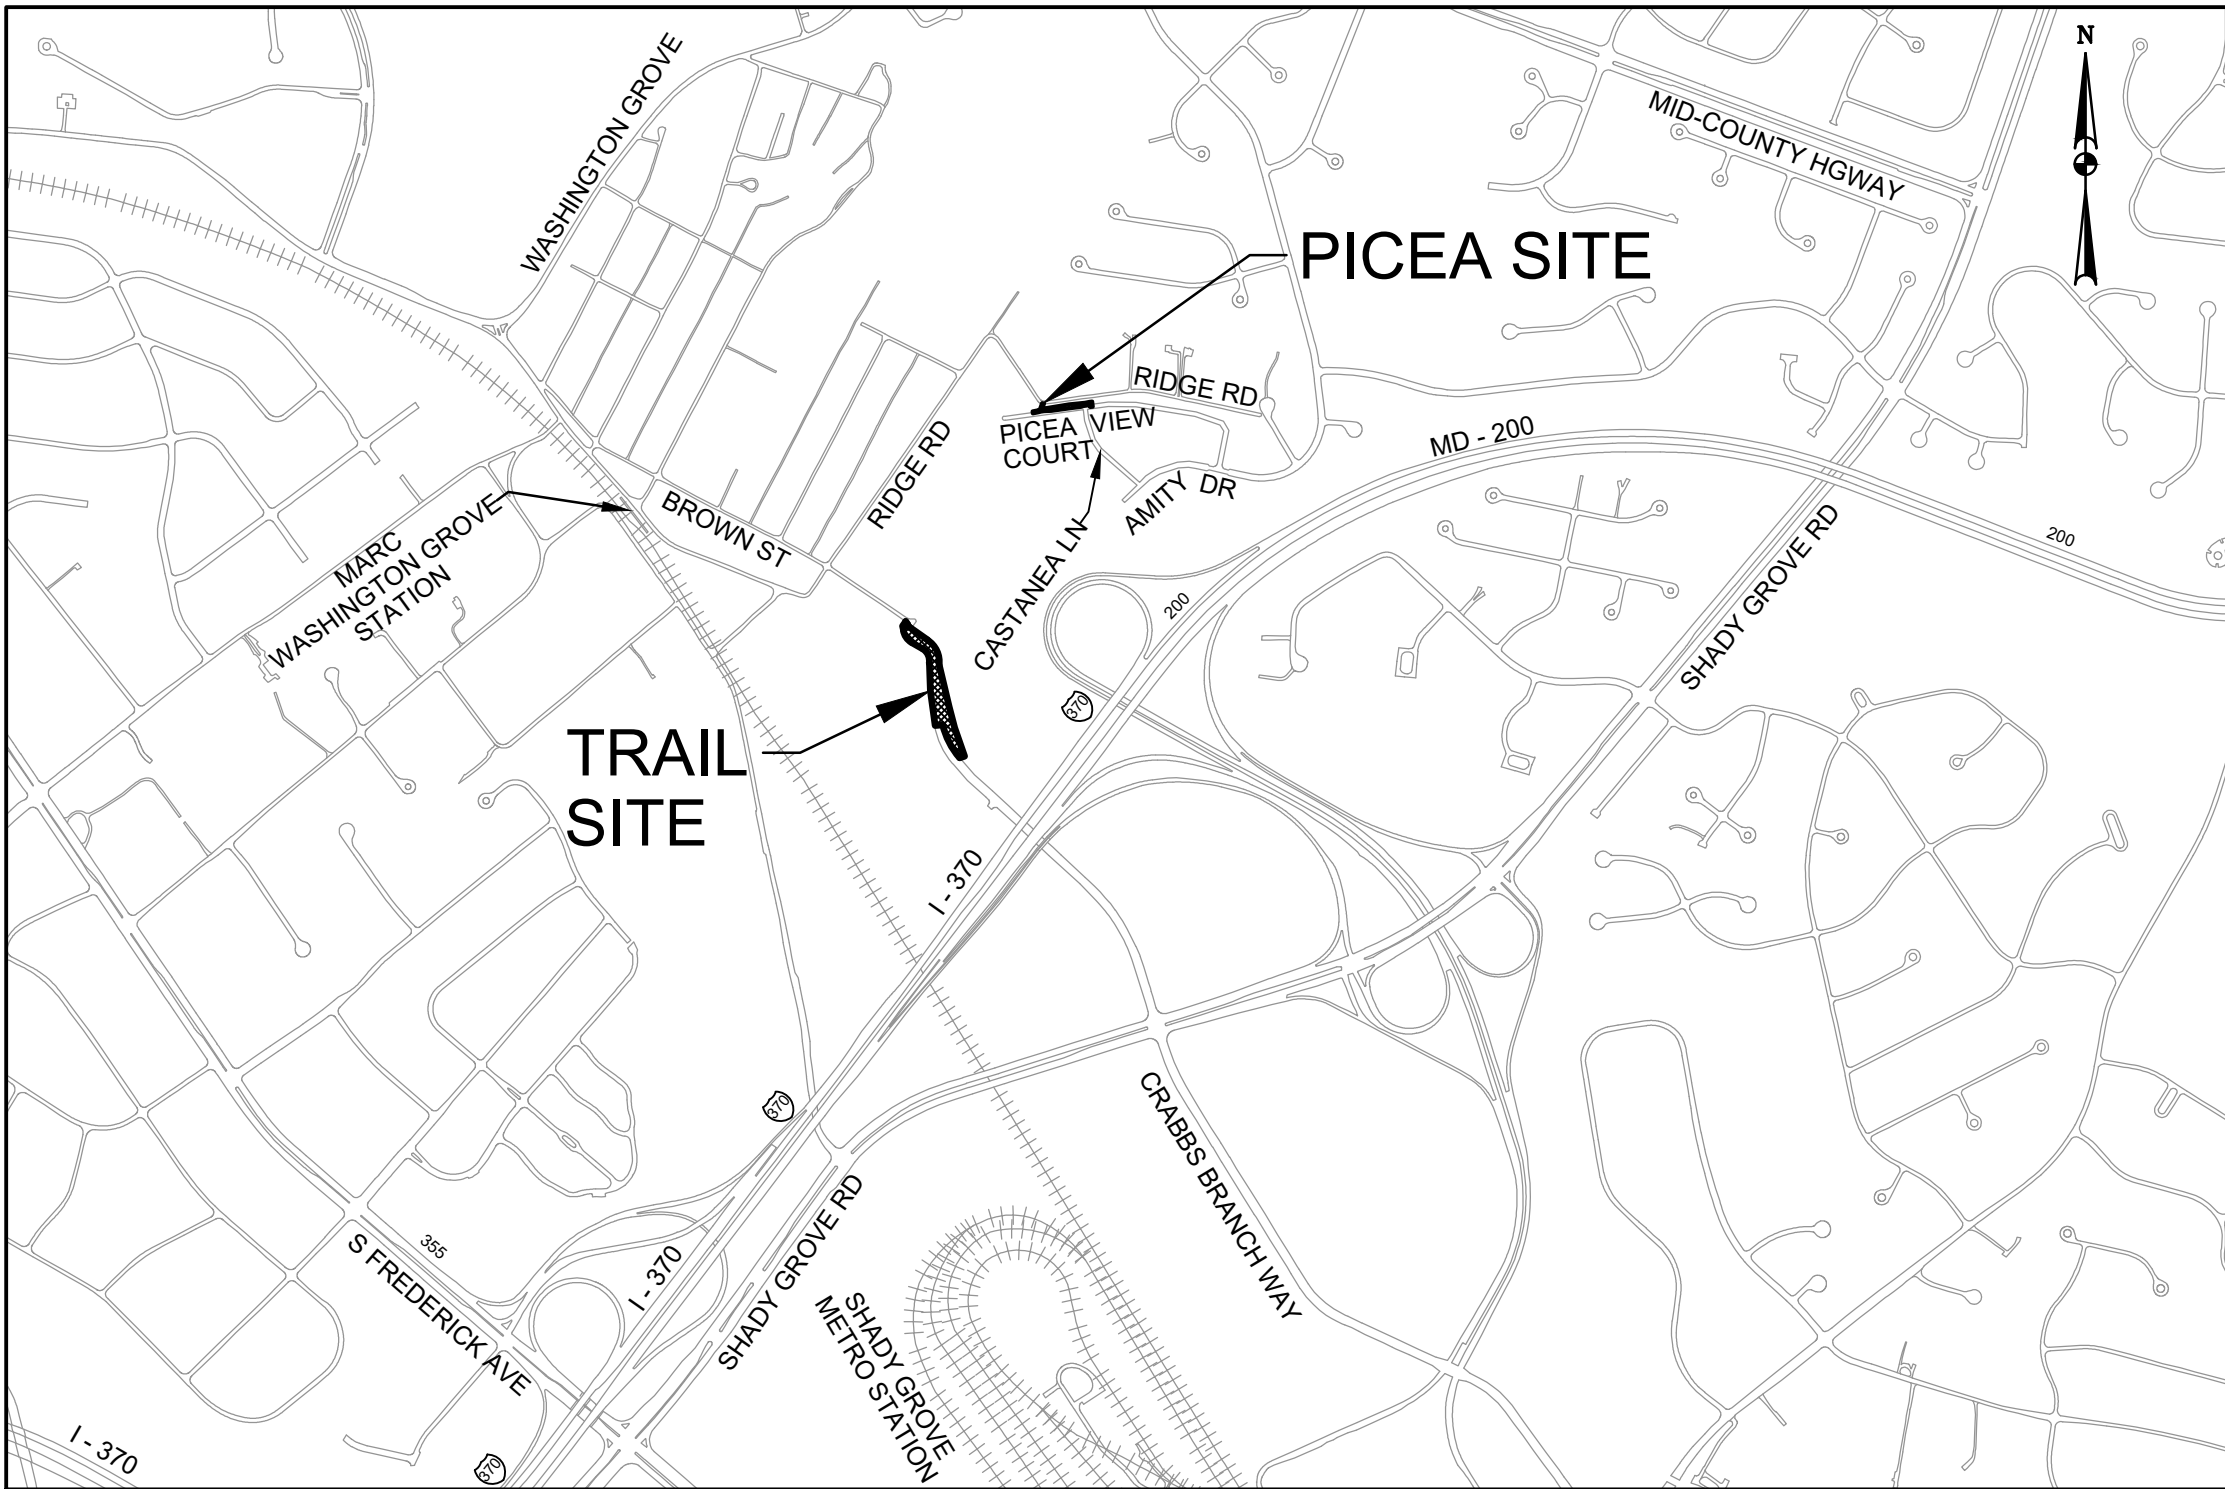 N
WASHINGTON GROVE
MID-COUNTY HGWAY
PICEA SITE
RIDGE RD
PICEA VIEW
COURT
RIDGE RD
MD - 200
AMITY DR
BROWN ST
MARC
WASHINGTON GROVE
STATION
CASTANEA LN
200
200
SHADY GROVE RD
370
TRAIL
SITE
I - 370
370
CRABBS BRANCH WAY
SHADY GROVE RD
355
S FREDERICK AVE
I - 370
SHADY GROVE
METRO STATION
I - 370
370